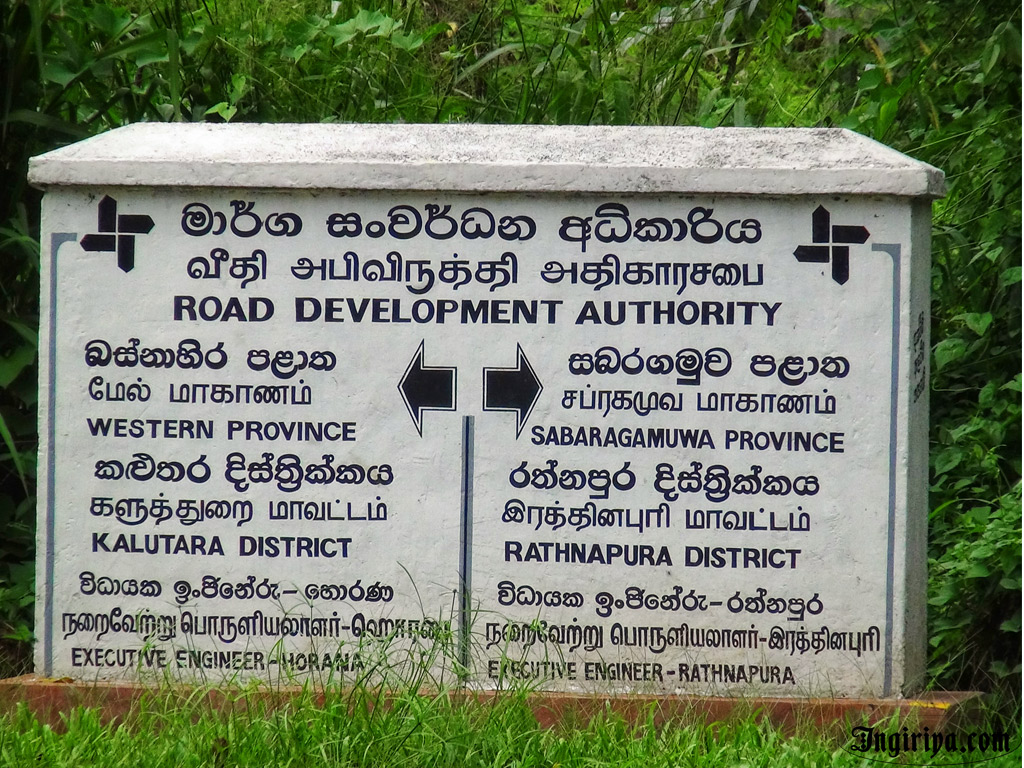 මාර්ග සංවර්ධන අධිකාරිය
வீதி அபிவிருத்தி அதிகாரசபை
ROAD DEVELOPMENT AUTHORITY
බස්නාහිර පළාත
மேல் மாகாணம்
WESTERN PROVINCE
කළුතර දිස්ත්‍රික්කය
களுத்துறை மாவட்டம்
KALUTARA DISTRICT
විධායක ඉංජිනේරු - හොරණ
நறைவேற்று பொருளியலாளர் - ஹொரணை
EXECUTIVE ENGINEER - HORANA
සබරගමුව පළාත
சப்ரகமுவ மாகாணம்
SABARAGAMUWA PROVINCE
රත්නපුර දිස්ත්‍රික්කය
இரத்தினபுரி மாவட்டம்
RATHNAPURA DISTRICT
විධායක ඉංජිනේරු - රත්නපුර
நறைவேற்று பொருளியலாளர் - இரத்தினபுரி
EXECUTIVE ENGINEER - RATHNAPURA
Ingiriya.com